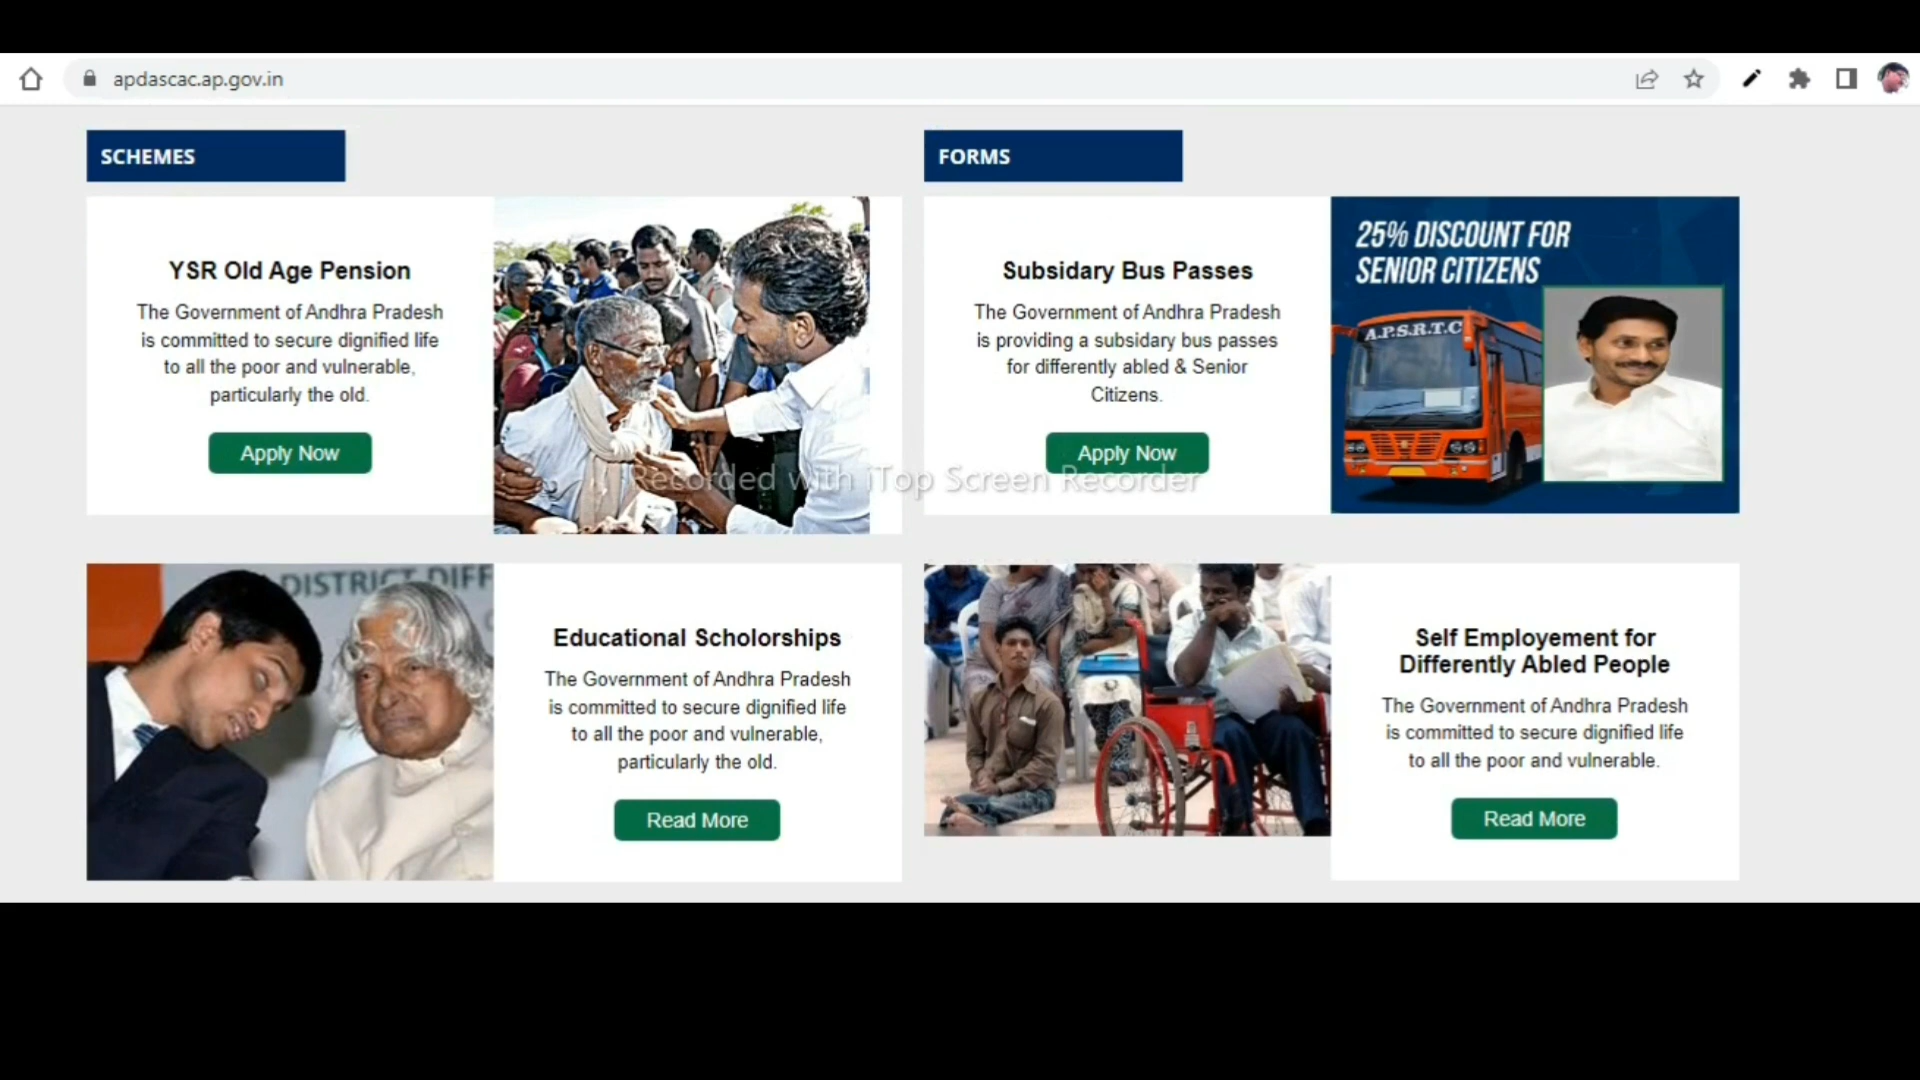 apdascac.ap.gov.in
SCHEMES
YSR Old Age Pension
The Government of Andhra Pradesh
is committed to secure dignified life
to all the poor and vulnerable,
particularly the old.
Apply Now
FORMS
Subsidary Bus Passes
The Government of Andhra Pradesh
is providing a subsidary bus passes
for differently abled & Senior
Citizens.
Apply Now
25% DISCOUNT FOR
SENIOR CITIZENS
A.P.S.R.T.C
Recorded with iTop Screen Recorder
DISTRICT DIFF
Educational Scholorships
The Government of Andhra Pradesh
is committed to secure dignified life
to all the poor and vulnerable,
particularly the old.
Read More
Self Employement for
Differently Abled People
The Government of Andhra Pradesh
is committed to secure dignified life
to all the poor and vulnerable.
Read More